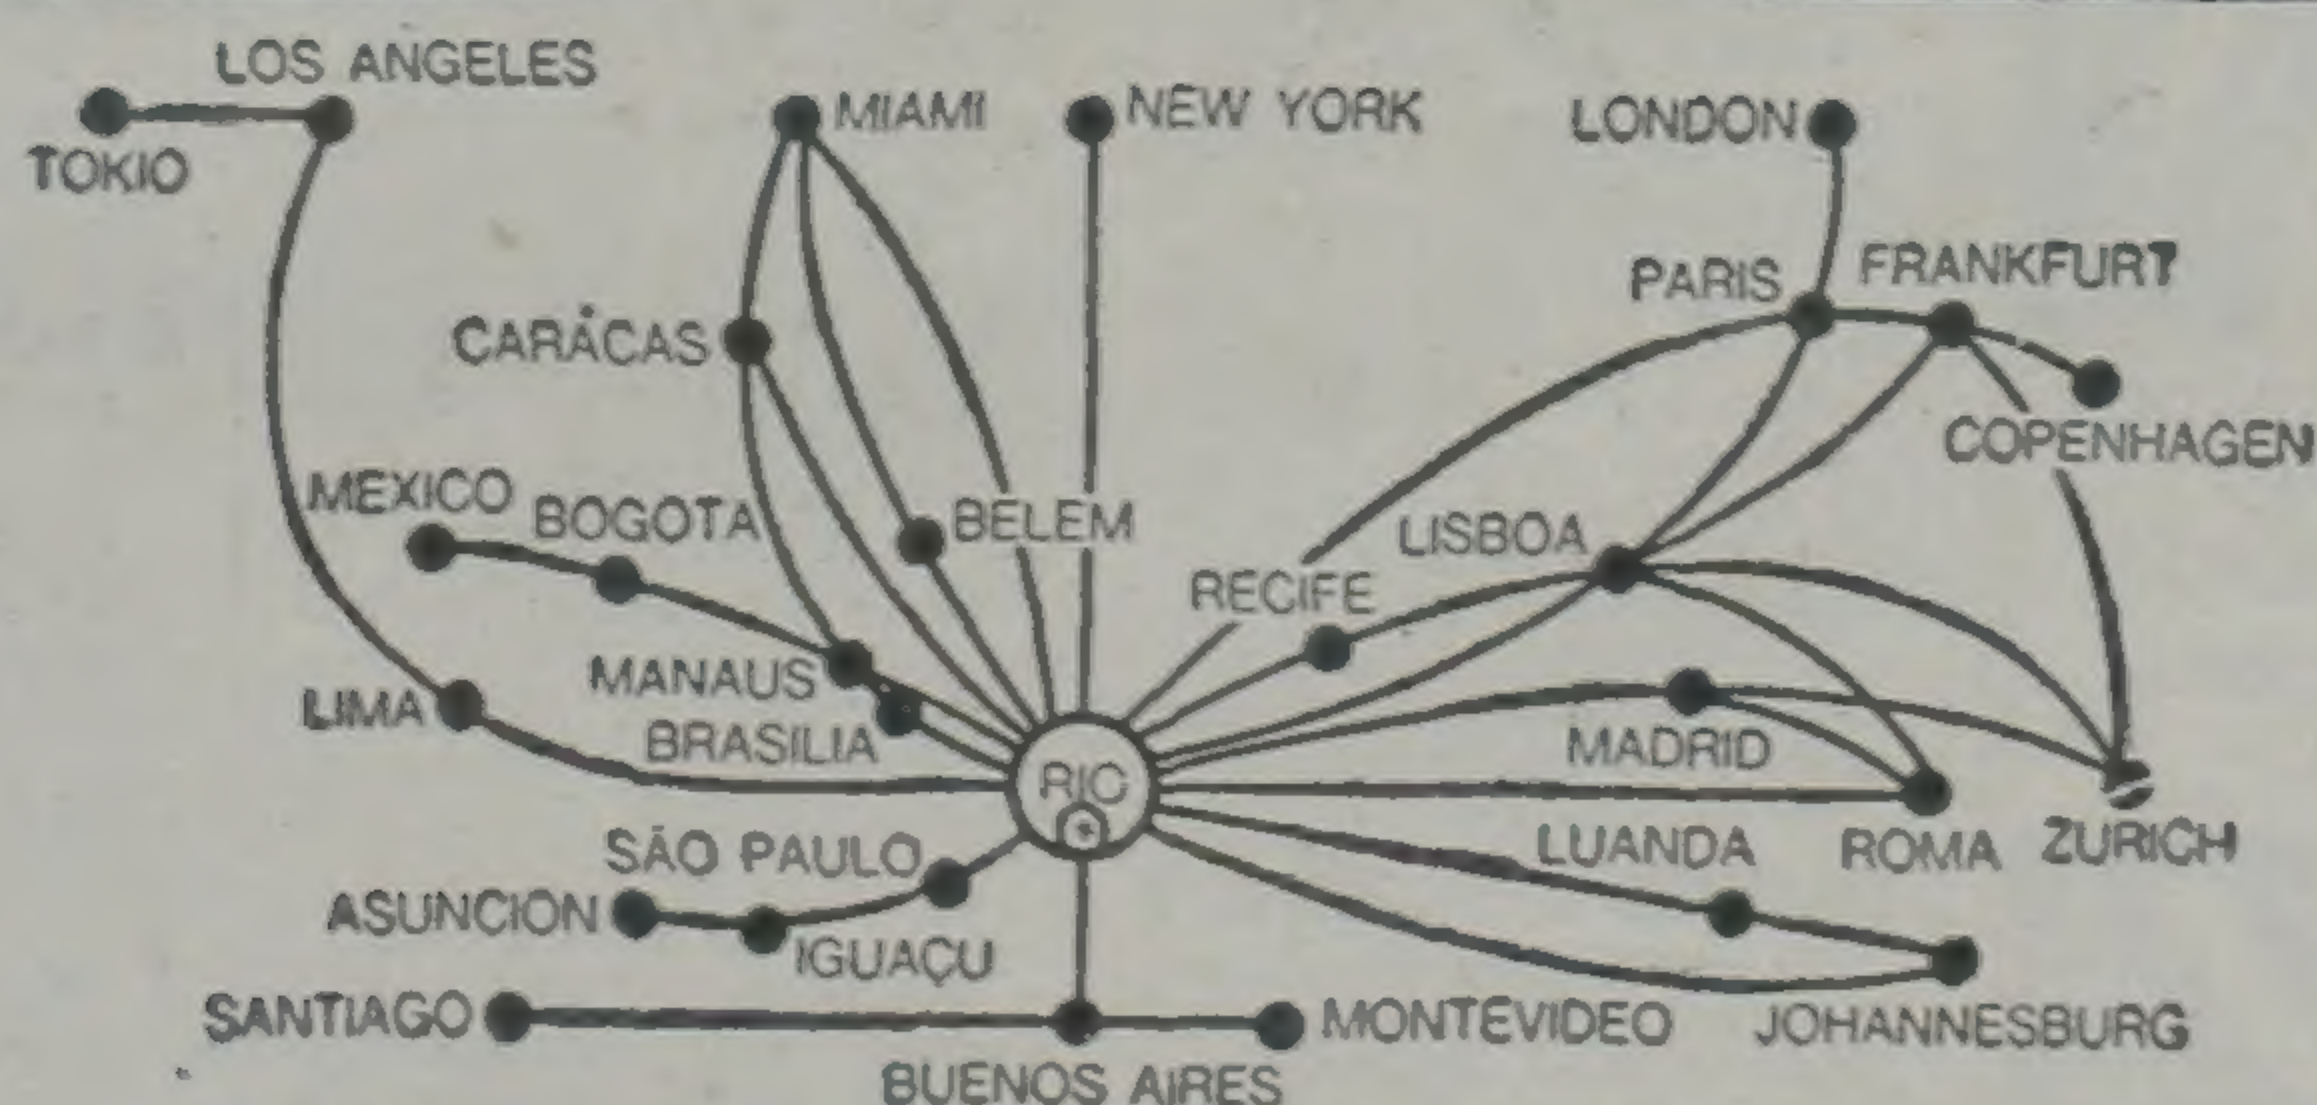 LOS ANGELES
TOKIO
MIAMI
NEW YORK
LONDON
PARIS
FRANKFURT
CARÁCAS
COPENHAGEN
MEXICO
BOGOTA
BELEM
LISBOA
RECIFE
MANAUS
LIMA
BRASILIA
MADRID
RIO
SÃO PAULO
LUANDA
ROMA
ZURICH
ASUNCION
IGUAÇU
SANTIAGO
MONTEVIDEO
JOHANNESBURG
BUENOS AIRES